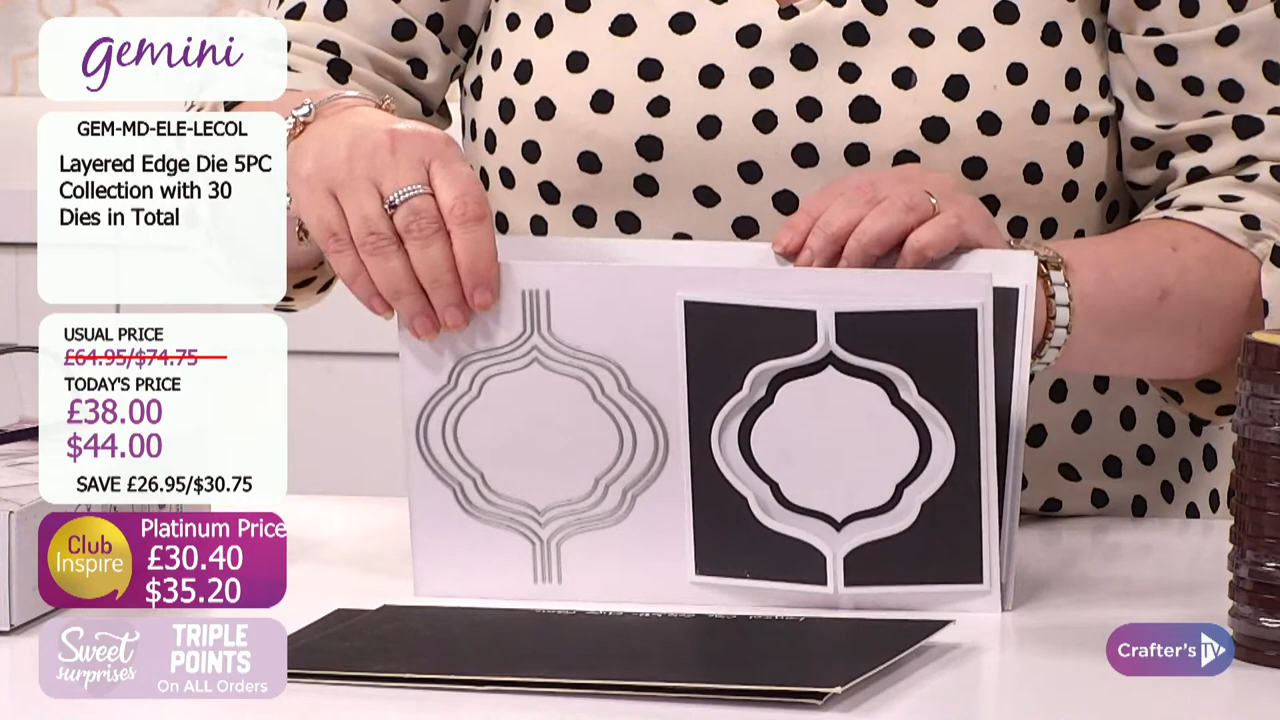 gemini
GEM-MD-ELE-LECOL
Layered Edge Die 5PC
Collection with 30
Dies in Total
USUAL PRICE
£64.95/$74.75
TODAY'S PRICE
£38.00
$44.00
SAVE £26.95/$30.75
Club
Inspire
Platinum Price
£30.40
$35.20
Sweet
surprises
TRIPLE
POINTS
On ALL Orders
Crafter's TV